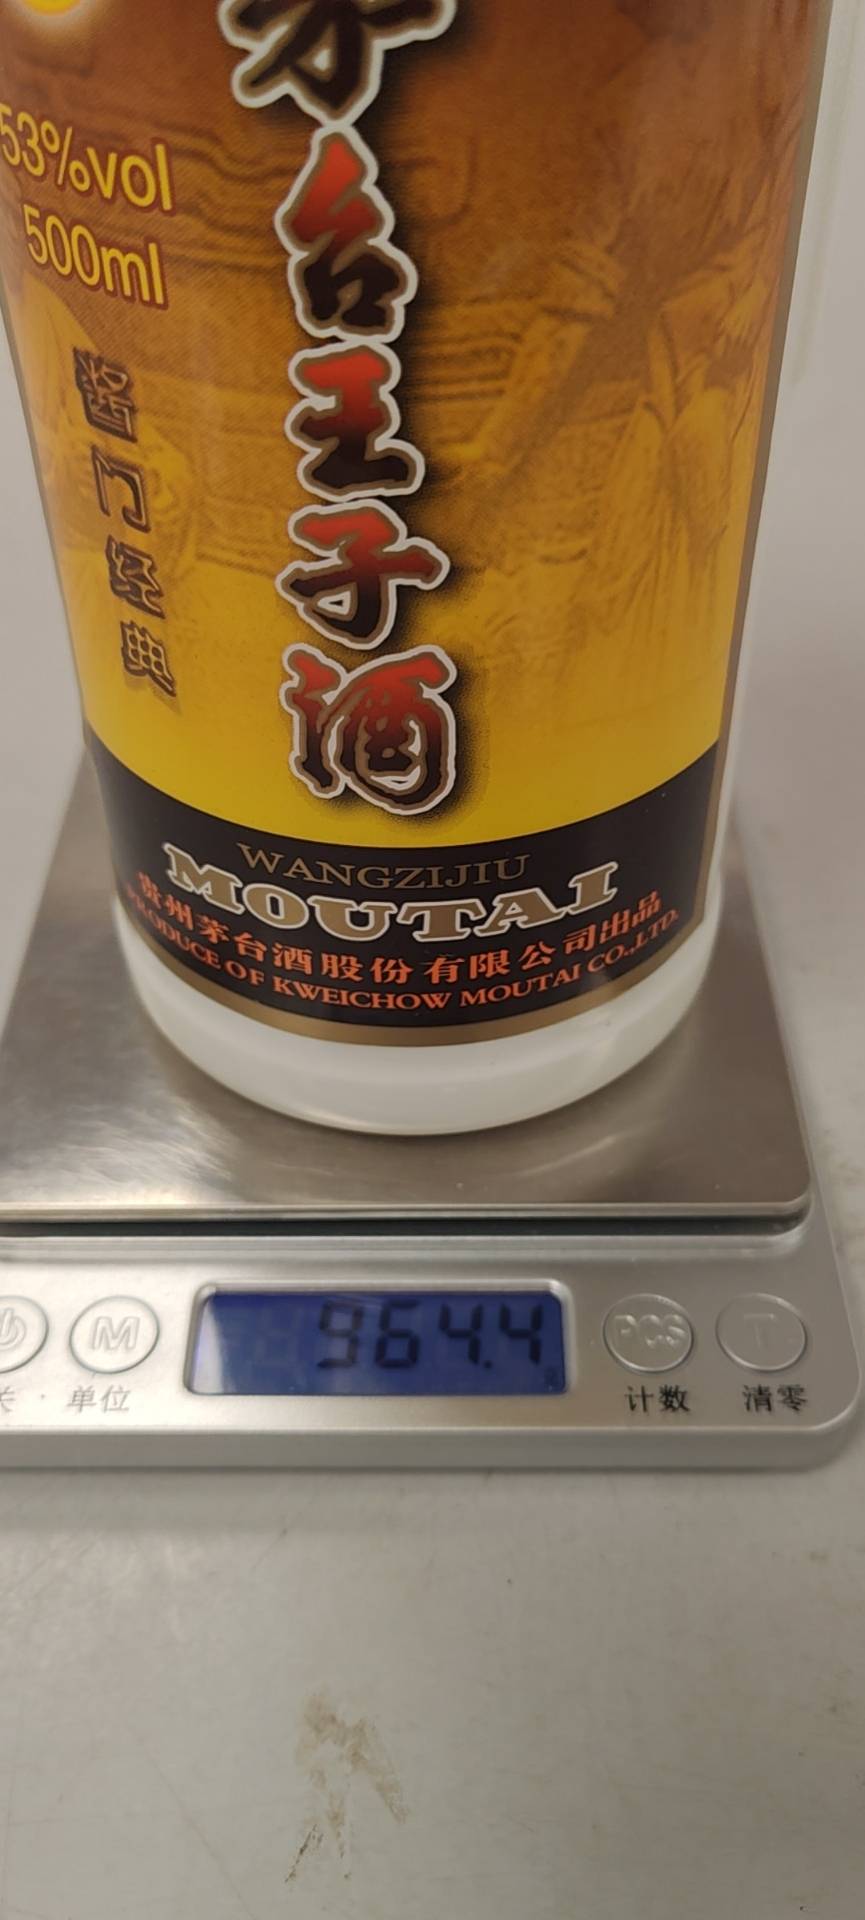 53%vol
500ml
酱门经典
茅台王子酒
WANGZIJIU
MOUTAI
贵州茅台酒股份有限公司出品
PRODUCE OF KWEICHOW MOUTAI CO.,LTD.
964.4
M
PCS
T
关·单位
计数
清零